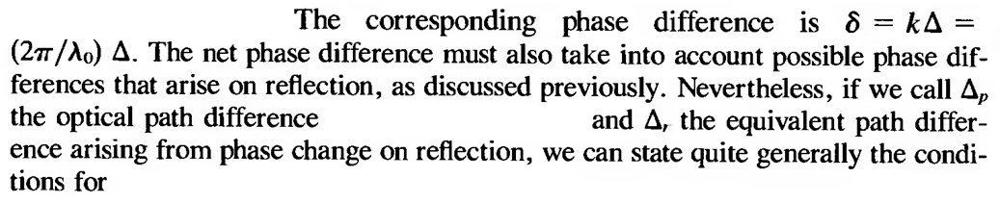 The corresponding phase difference is δ = kΔ =
(2π/λ₀) Δ. The net phase difference must also take into account possible phase dif-
ferences that arise on reflection, as discussed previously. Nevertheless, if we call Δₚ
the optical path difference and Δᵣ the equivalent path differ-
ence arising from phase change on reflection, we can state quite generally the condi-
tions for